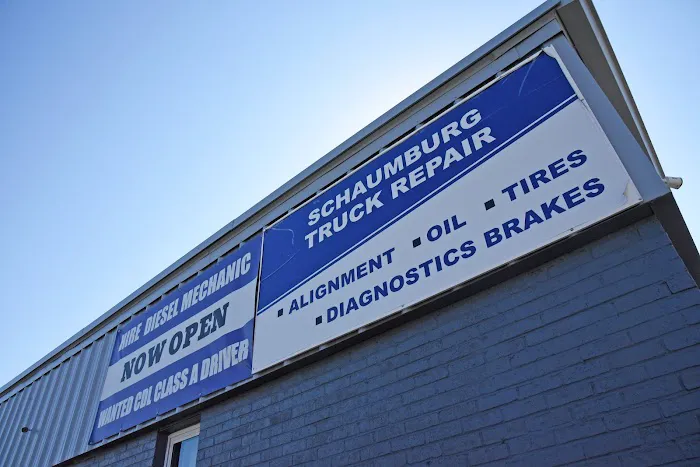 SCHAUMBURG
TRUCK REPAIR
▪ ALIGNMENT ▪ OIL ▪ TIRES
▪ DIAGNOSTICS BRAKES
HIRE DIESEL MECHANIC
NOW OPEN
WANTED CDL CLASS A DRIVER